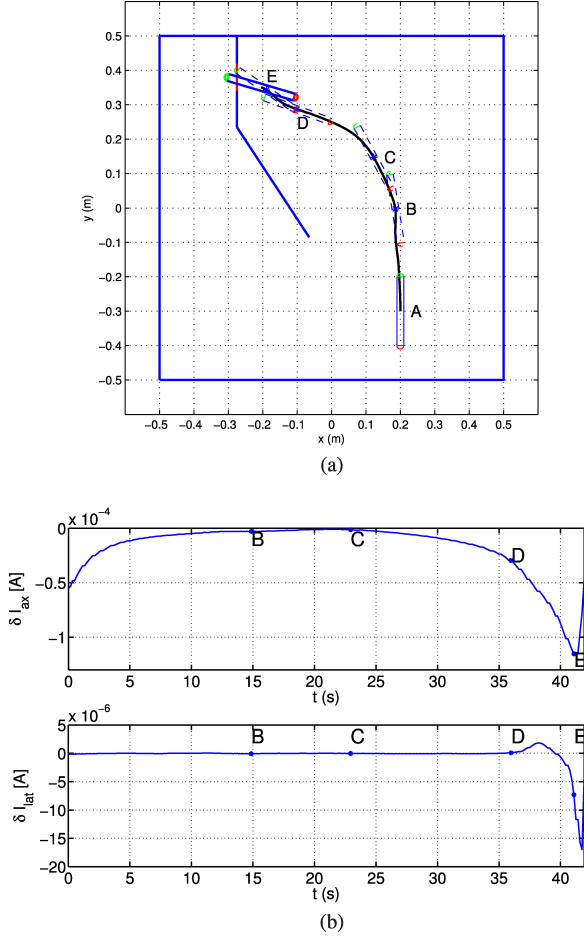 0.5
0.4
0.3
0.2
0.1
0
−0.1
−0.2
−0.3
−0.4
−0.5
y (m)
E
D
C
B
A
−0.5 −0.4 −0.3 −0.2 −0.1 0 0.1 0.2 0.3 0.4 0.5
x (m)
(a)
x 10⁻⁴
0
−0.5
−1
δ I_ax [A]
B C D E
0 5 10 15 20 25 30 35 40
t (s)
x 10⁻⁶
5
0
−5
−10
−15
−20
δ I_lat [A]
B C D E
0 5 10 15 20 25 30 35 40
t (s)
(b)